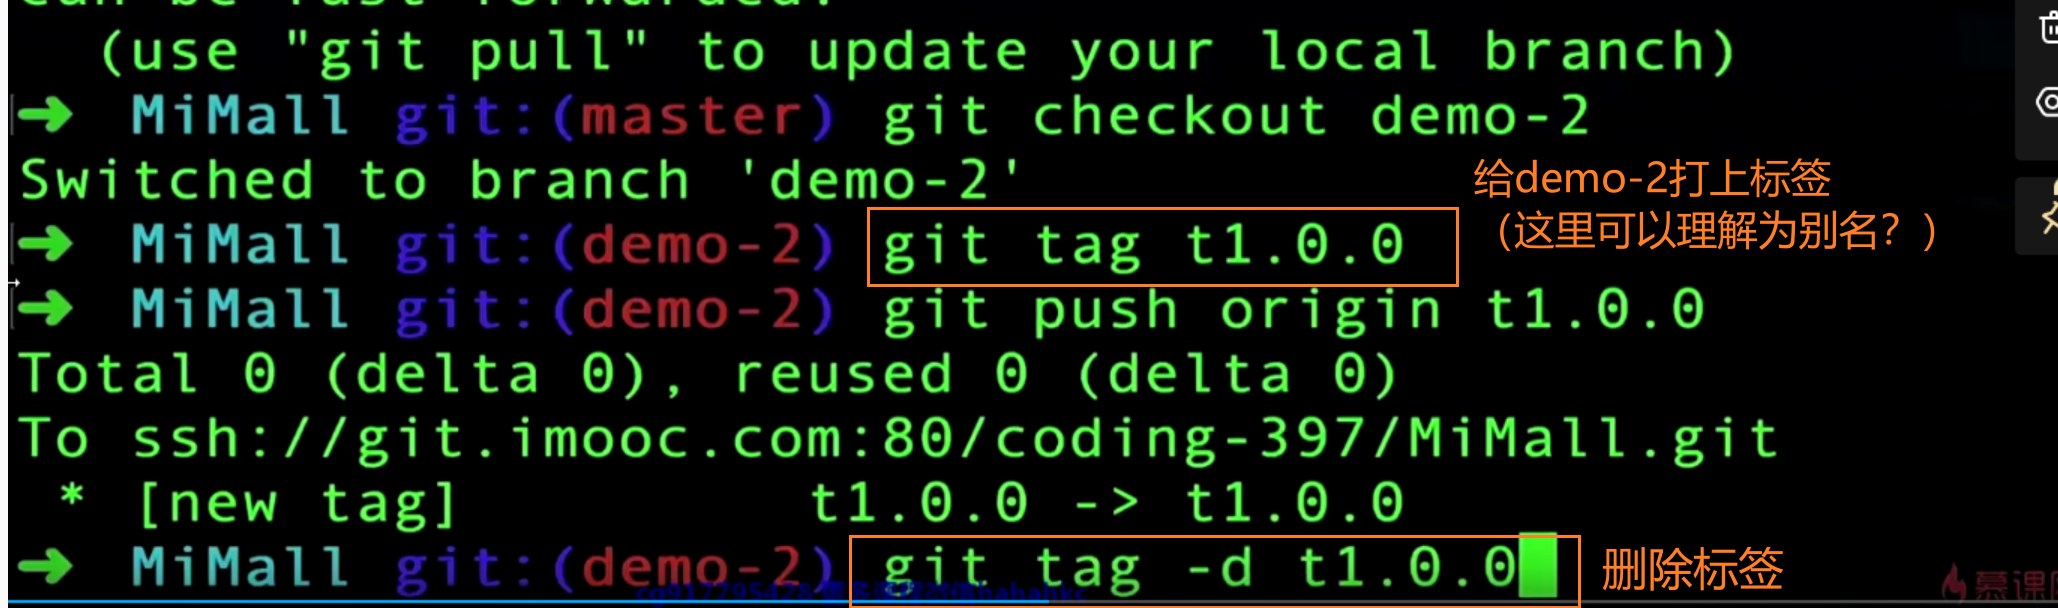 can be fast-forwarded.
(use "git pull" to update your local branch)
➜ MiMall git:(master) git checkout demo-2
Switched to branch 'demo-2'
给demo-2打上标签
（这里可以理解为别名？）
➜ MiMall git:(demo-2) git tag t1.0.0
➜ MiMall git:(demo-2) git push origin t1.0.0
Total 0 (delta 0), reused 0 (delta 0)
To ssh://git.imooc.com:80/coding-397/MiMall.git
* [new tag] t1.0.0 -> t1.0.0
➜ MiMall git:(demo-2) git tag -d t1.0.0
删除标签
慕课